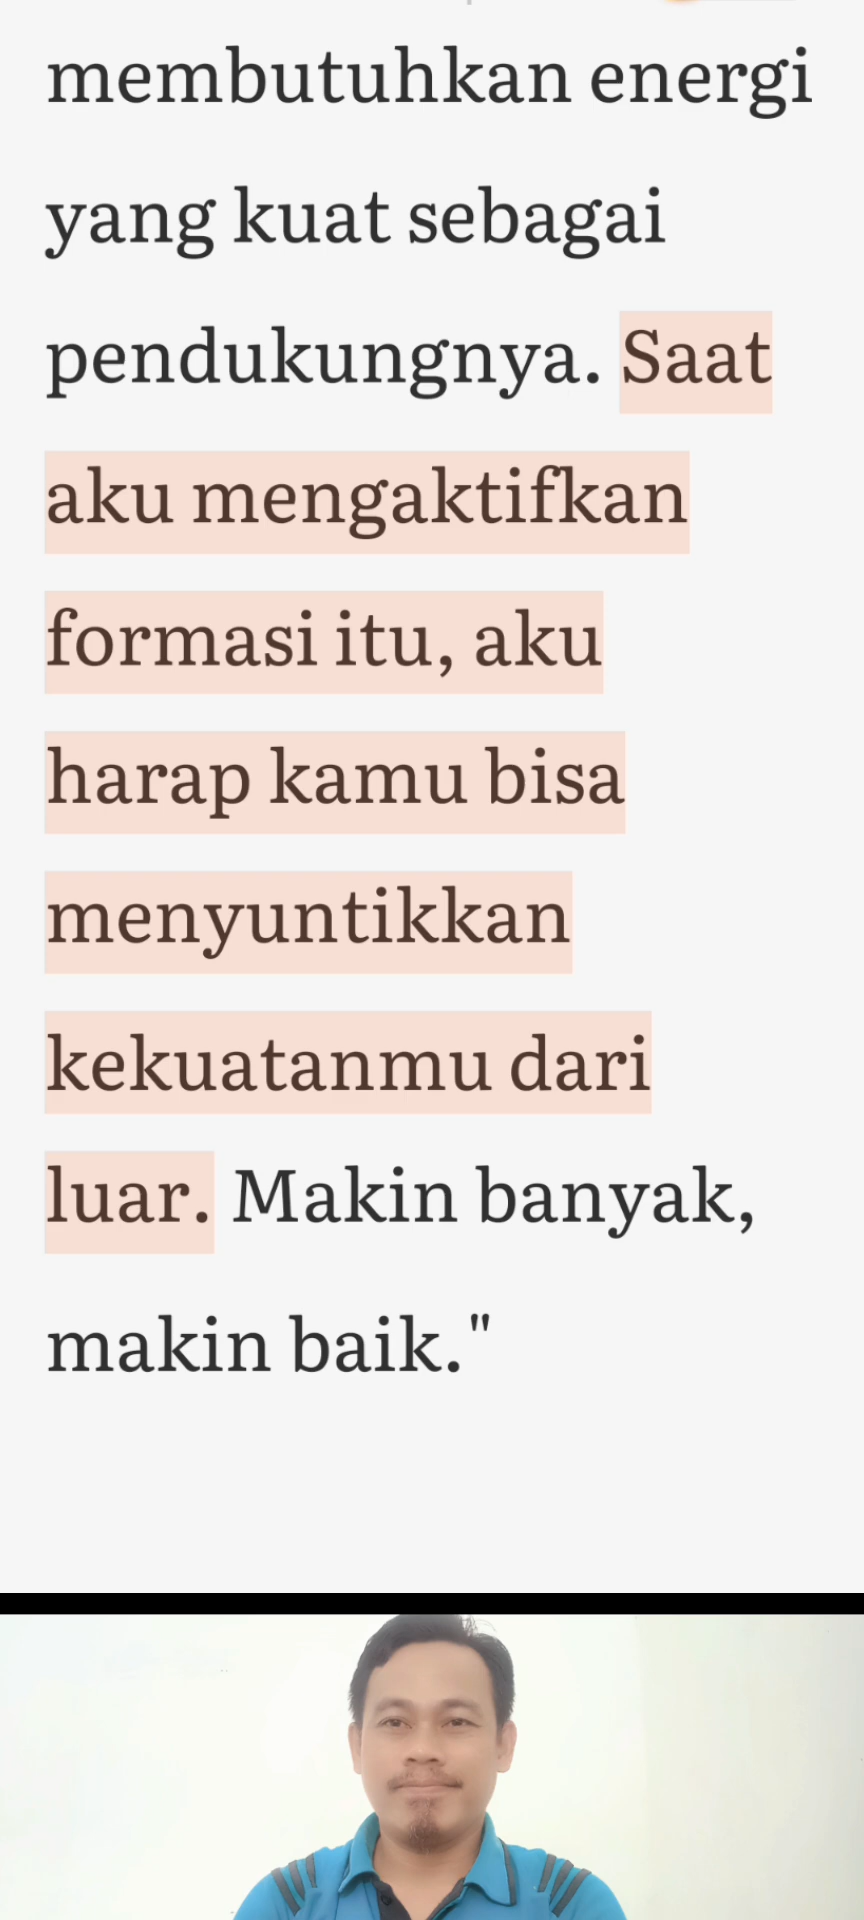 membutuhkan energi
yang kuat sebagai
pendukungnya. Saat
aku mengaktifkan
formasi itu, aku
harap kamu bisa
menyuntikkan
kekuatanmu dari
luar. Makin banyak,
makin baik."